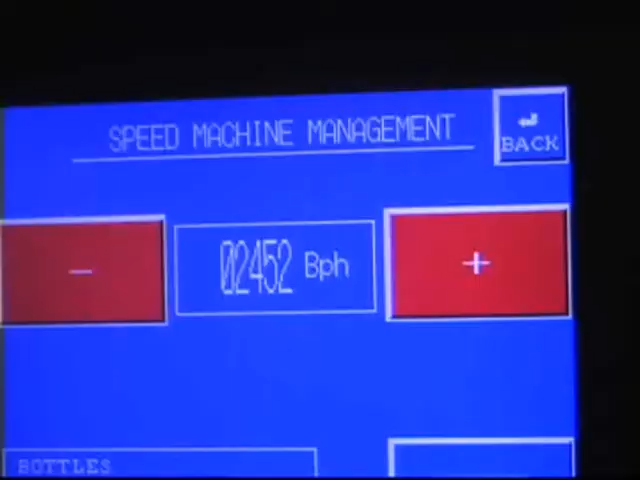 SPEED MACHINE MANAGEMENT
BACK
-
02452 Bph
+
BOTTLES